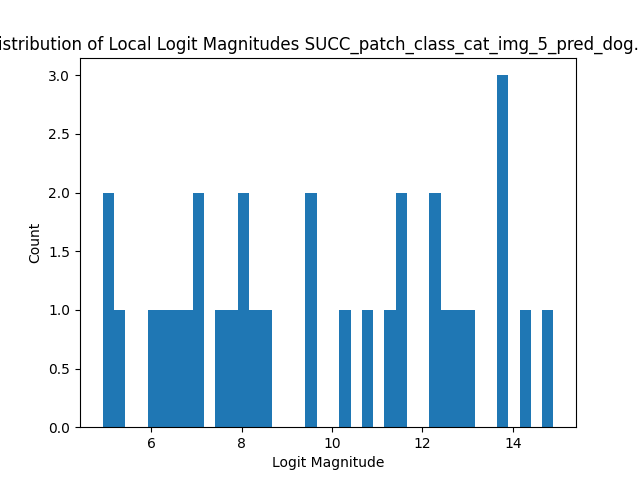 istribution of Local Logit Magnitudes SUCC_patch_class_cat_img_5_pred_dog.
3.0
2.5
2.0
1.5
1.0
0.5
0.0
Count
6 8 10 12 14
Logit Magnitude